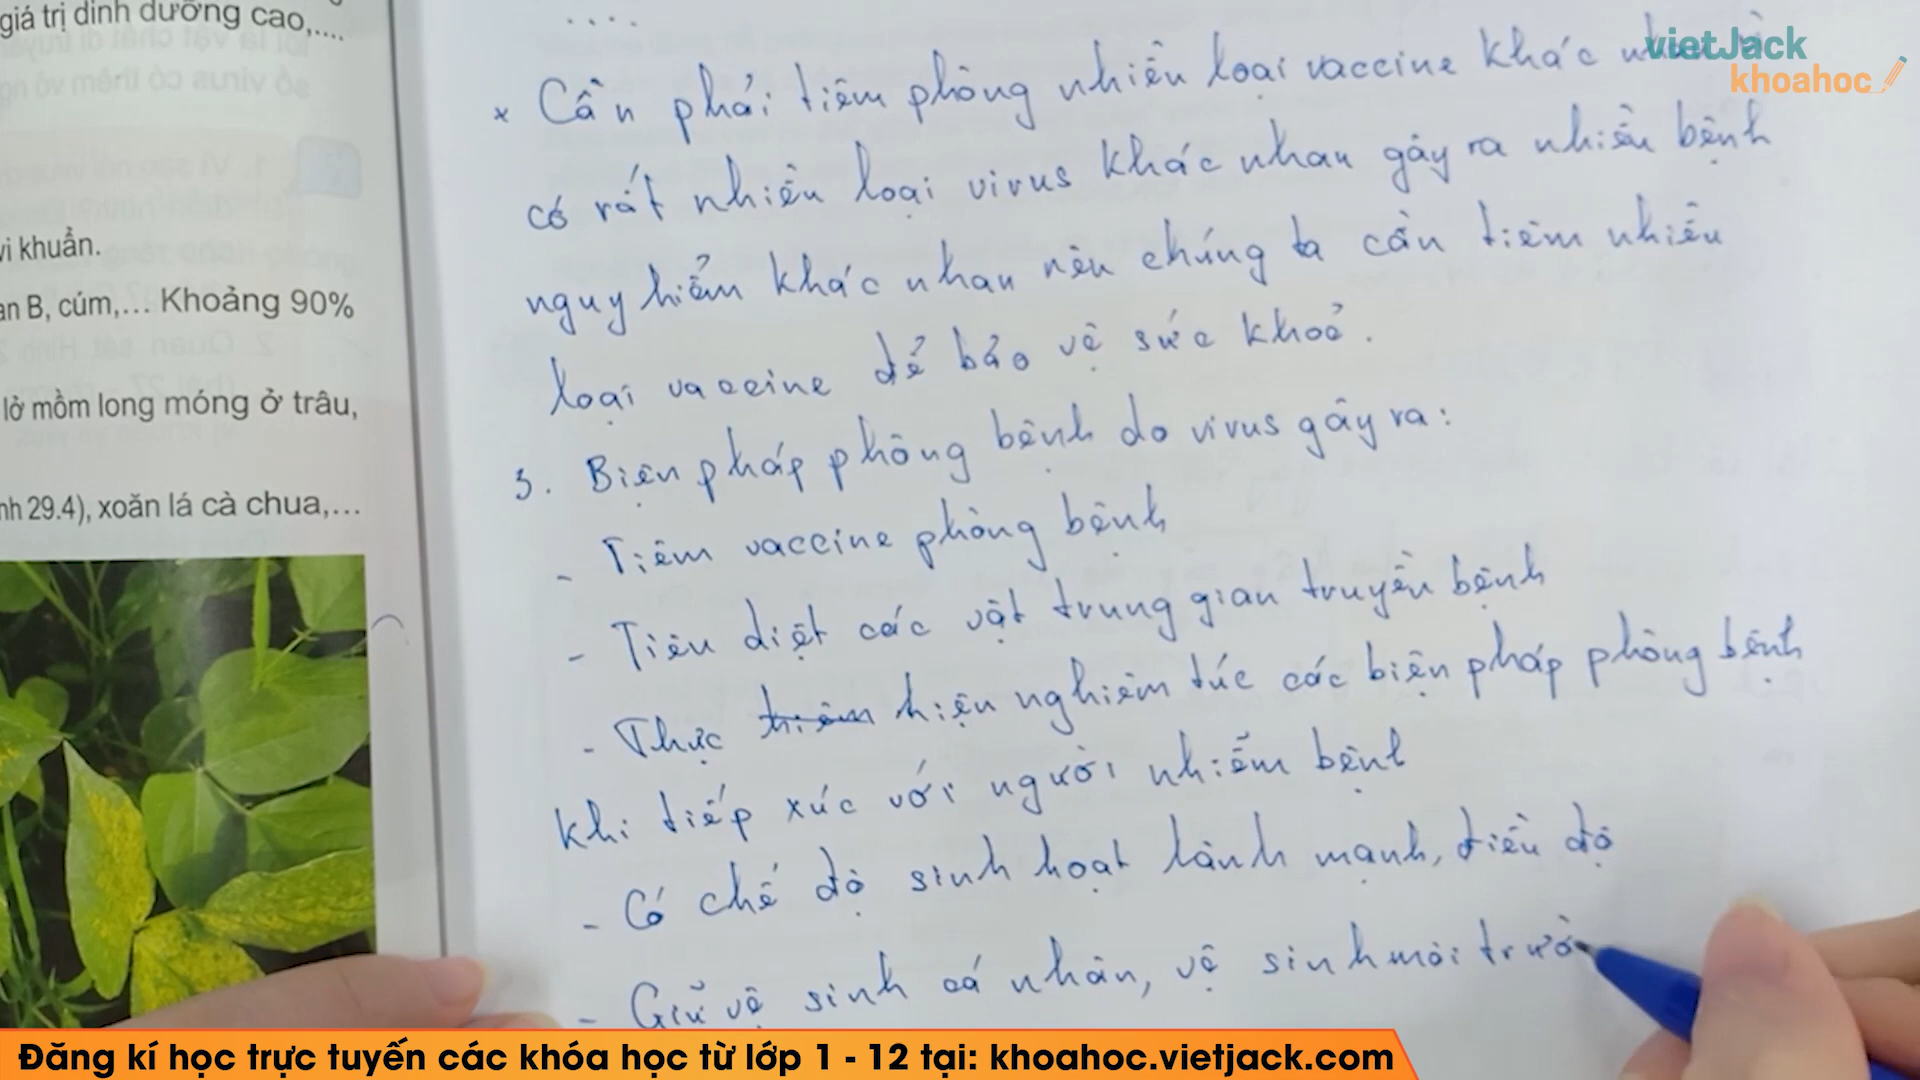 giá trị dinh dưỡng cao,....
vi khuẩn.
an B, cúm,... Khoảng 90%
lở mồm long móng ở trâu,
nh 29.4), xoăn lá cà chua,...
....
* Cần phải tiêm phòng nhiều loại vaccine khác
có rất nhiều loại virus khác nhau gây ra nhiều bệnh
nguy hiểm khác nhau nên chúng ta cần tiêm nhiều
loại vaccine để bảo vệ sức khoẻ.
3. Biện pháp phòng bệnh do virus gây ra:
- Tiêm vaccine phòng bệnh
- Tiêu diệt các vật trung gian truyền bệnh
- Thực hiện nghiêm túc các biện pháp phòng bệnh
khi tiếp xúc với người nhiễm bệnh
- Có chế độ sinh hoạt lành mạnh, điều độ
- Giữ vệ sinh cá nhân, vệ sinh môi trườ
vietJack
khoahoc
Đăng kí học trực tuyến các khóa học từ lớp 1 - 12 tại: khoahoc.vietjack.com